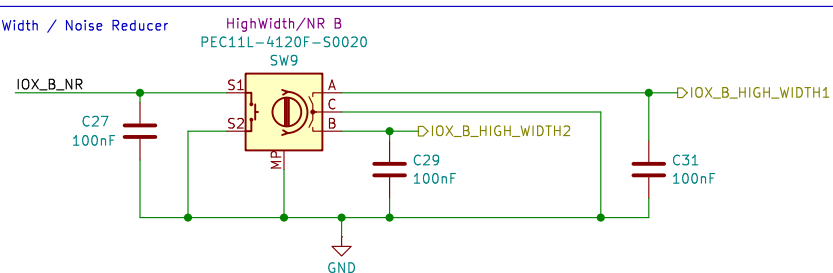 Width / Noise Reducer
HighWidth/NR B
PEC11L-4120F-S0020
SW9
IOX_B_NR
S1
A
IOX_B_HIGH_WIDTH1
C
C27
100nF
S2
B
IOX_B_HIGH_WIDTH2
MP
C29
100nF
C31
100nF
GND